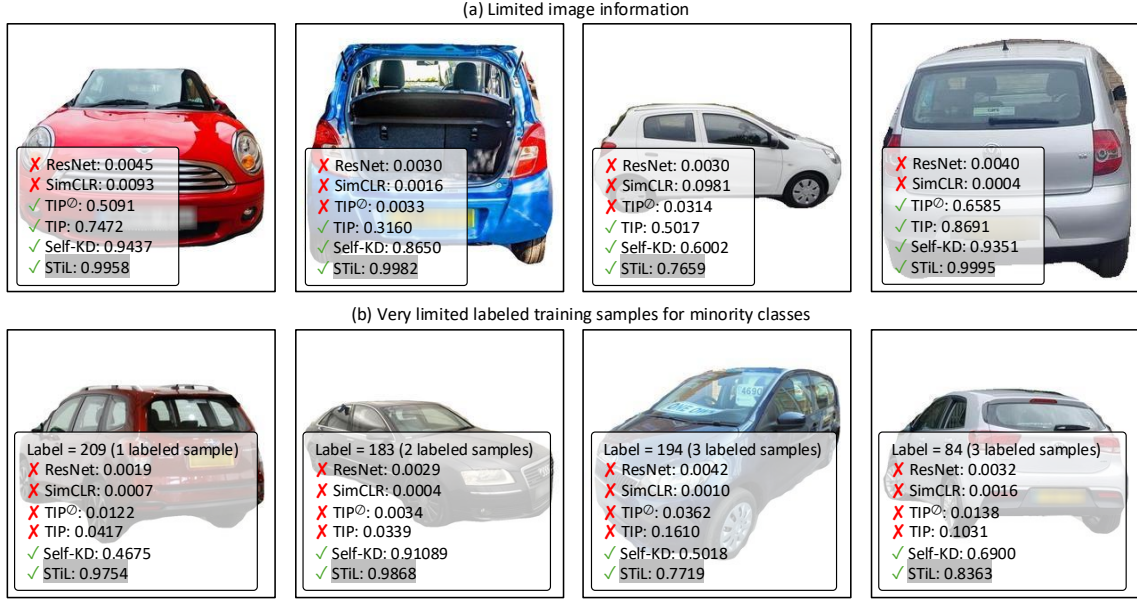 (a) Limited image information
✗ ResNet: 0.0045
✗ SimCLR: 0.0093
✓ TIP⊘: 0.5091
✓ TIP: 0.7472
✓ Self-KD: 0.9437
✓ STiL: 0.9958
✗ ResNet: 0.0030
✗ SimCLR: 0.0016
✗ TIP⊘: 0.0033
✓ TIP: 0.3160
✓ Self-KD: 0.8650
✓ STiL: 0.9982
✗ ResNet: 0.0030
✗ SimCLR: 0.0981
✗ TIP⊘: 0.0314
✓ TIP: 0.5017
✓ Self-KD: 0.6002
✓ STiL: 0.7659
✗ ResNet: 0.0040
✗ SimCLR: 0.0004
✓ TIP⊘: 0.6585
✓ TIP: 0.8691
✓ Self-KD: 0.9351
✓ STiL: 0.9995
(b) Very limited labeled training samples for minority classes
Label = 209 (1 labeled sample)
✗ ResNet: 0.0019
✗ SimCLR: 0.0007
✗ TIP⊘: 0.0122
✗ TIP: 0.0417
✓ Self-KD: 0.4675
✓ STiL: 0.9754
Label = 183 (2 labeled samples)
✗ ResNet: 0.0029
✗ SimCLR: 0.0004
✗ TIP⊘: 0.0034
✗ TIP: 0.0339
✓ Self-KD: 0.91089
✓ STiL: 0.9868
£4690
ONE OW
Label = 194 (3 labeled samples)
✗ ResNet: 0.0042
✗ SimCLR: 0.0010
✗ TIP⊘: 0.0362
✗ TIP: 0.1610
✓ Self-KD: 0.5018
✓ STiL: 0.7719
Label = 84 (3 labeled samples)
✗ ResNet: 0.0032
✗ SimCLR: 0.0016
✗ TIP⊘: 0.0138
✗ TIP: 0.1031
✓ Self-KD: 0.6900
✓ STiL: 0.8363